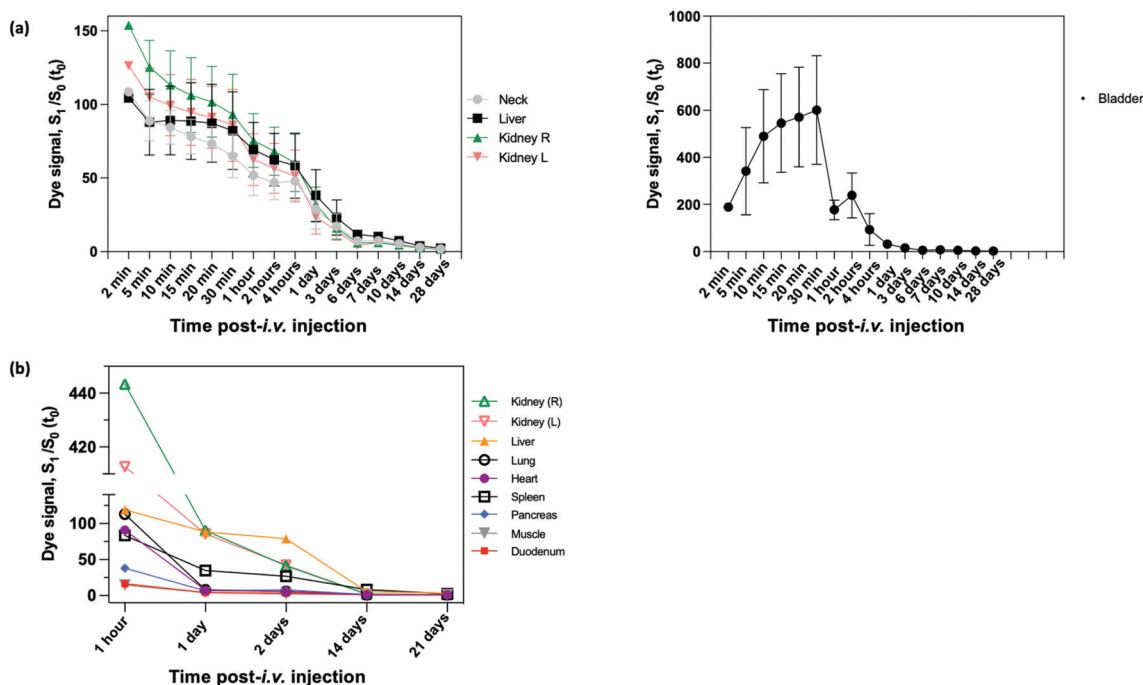 (a)
150
100
50
0
Dye signal, S1/S0 (t0)
2 min
5 min
10 min
15 min
20 min
30 min
1 hour
2 hours
4 hours
1 day
3 days
6 days
7 days
10 days
14 days
28 days
Time post-i.v. injection
Neck
Liver
Kidney R
Kidney L
1000
800
600
400
200
0
Dye signal, S1/S0 (t0)
2 min
5 min
10 min
15 min
20 min
30 min
1 hour
2 hours
4 hours
1 day
3 days
6 days
7 days
10 days
14 days
28 days
Time post-i.v. injection
Bladder
(b)
440
420
100
50
0
Dye signal, S1/S0 (t0)
1 hour
1 day
2 days
14 days
21 days
Time post-i.v. injection
Kidney (R)
Kidney (L)
Liver
Lung
Heart
Spleen
Pancreas
Muscle
Duodenum